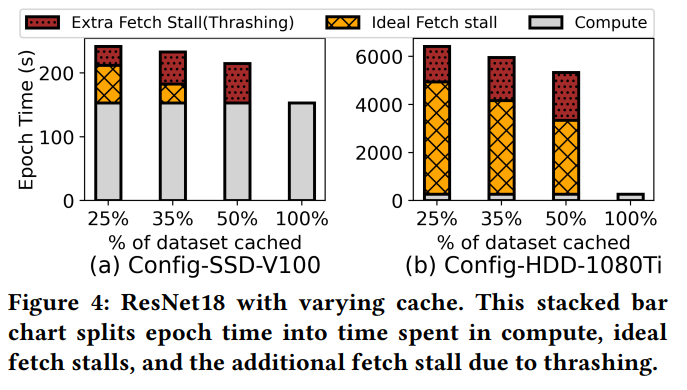 Extra Fetch Stall(Thrashing) Ideal Fetch stall Compute
Epoch Time (s)
200
100
0
25% 35% 50% 100%
% of dataset cached
(a) Config-SSD-V100
6000
4000
2000
0
25% 35% 50% 100%
% of dataset cached
(b) Config-HDD-1080Ti
Figure 4: ResNet18 with varying cache. This stacked bar
chart splits epoch time into time spent in compute, ideal
fetch stalls, and the additional fetch stall due to thrashing.